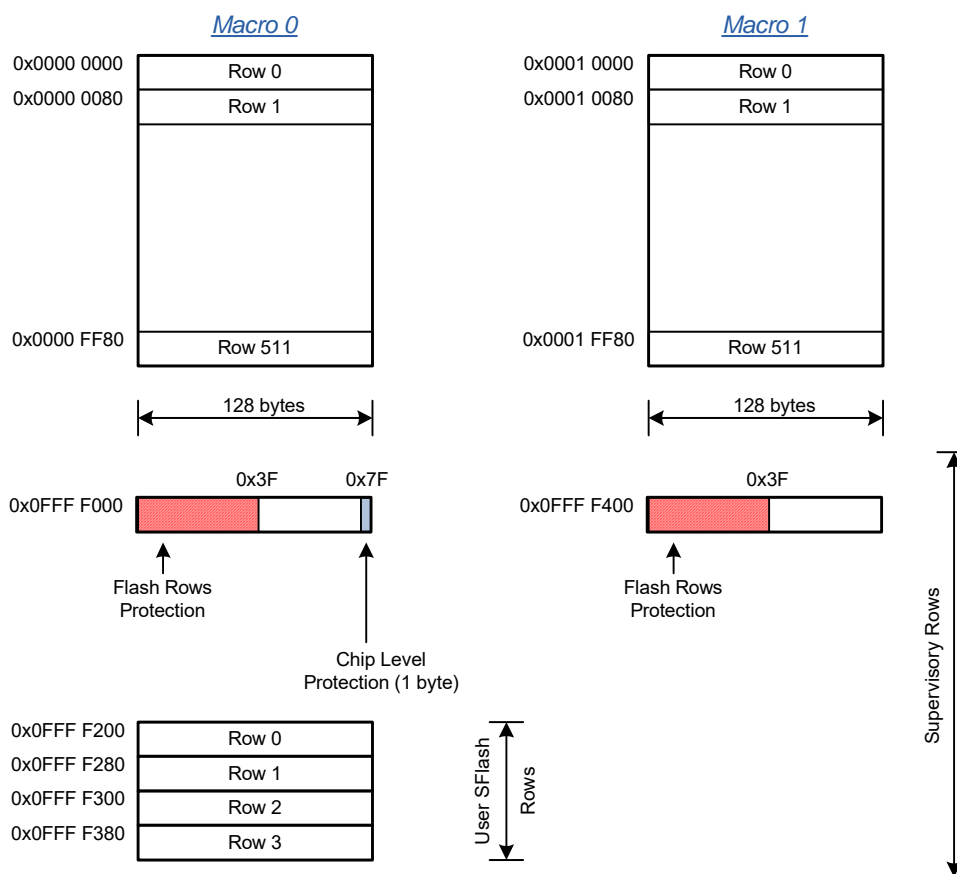 Macro 0
Macro 1
0x0000 0000
Row 0
0x0001 0000
Row 0
0x0000 0080
Row 1
0x0001 0080
Row 1
0x0000 FF80
Row 511
0x0001 FF80
Row 511
128 bytes
128 bytes
0x3F
0x7F
0x3F
0x0FFF F000
0x0FFF F400
Flash Rows
Protection
Flash Rows
Protection
Chip Level
Protection (1 byte)
Supervisory Rows
0x0FFF F200
Row 0
0x0FFF F280
Row 1
0x0FFF F300
Row 2
0x0FFF F380
Row 3
User SFlash
Rows